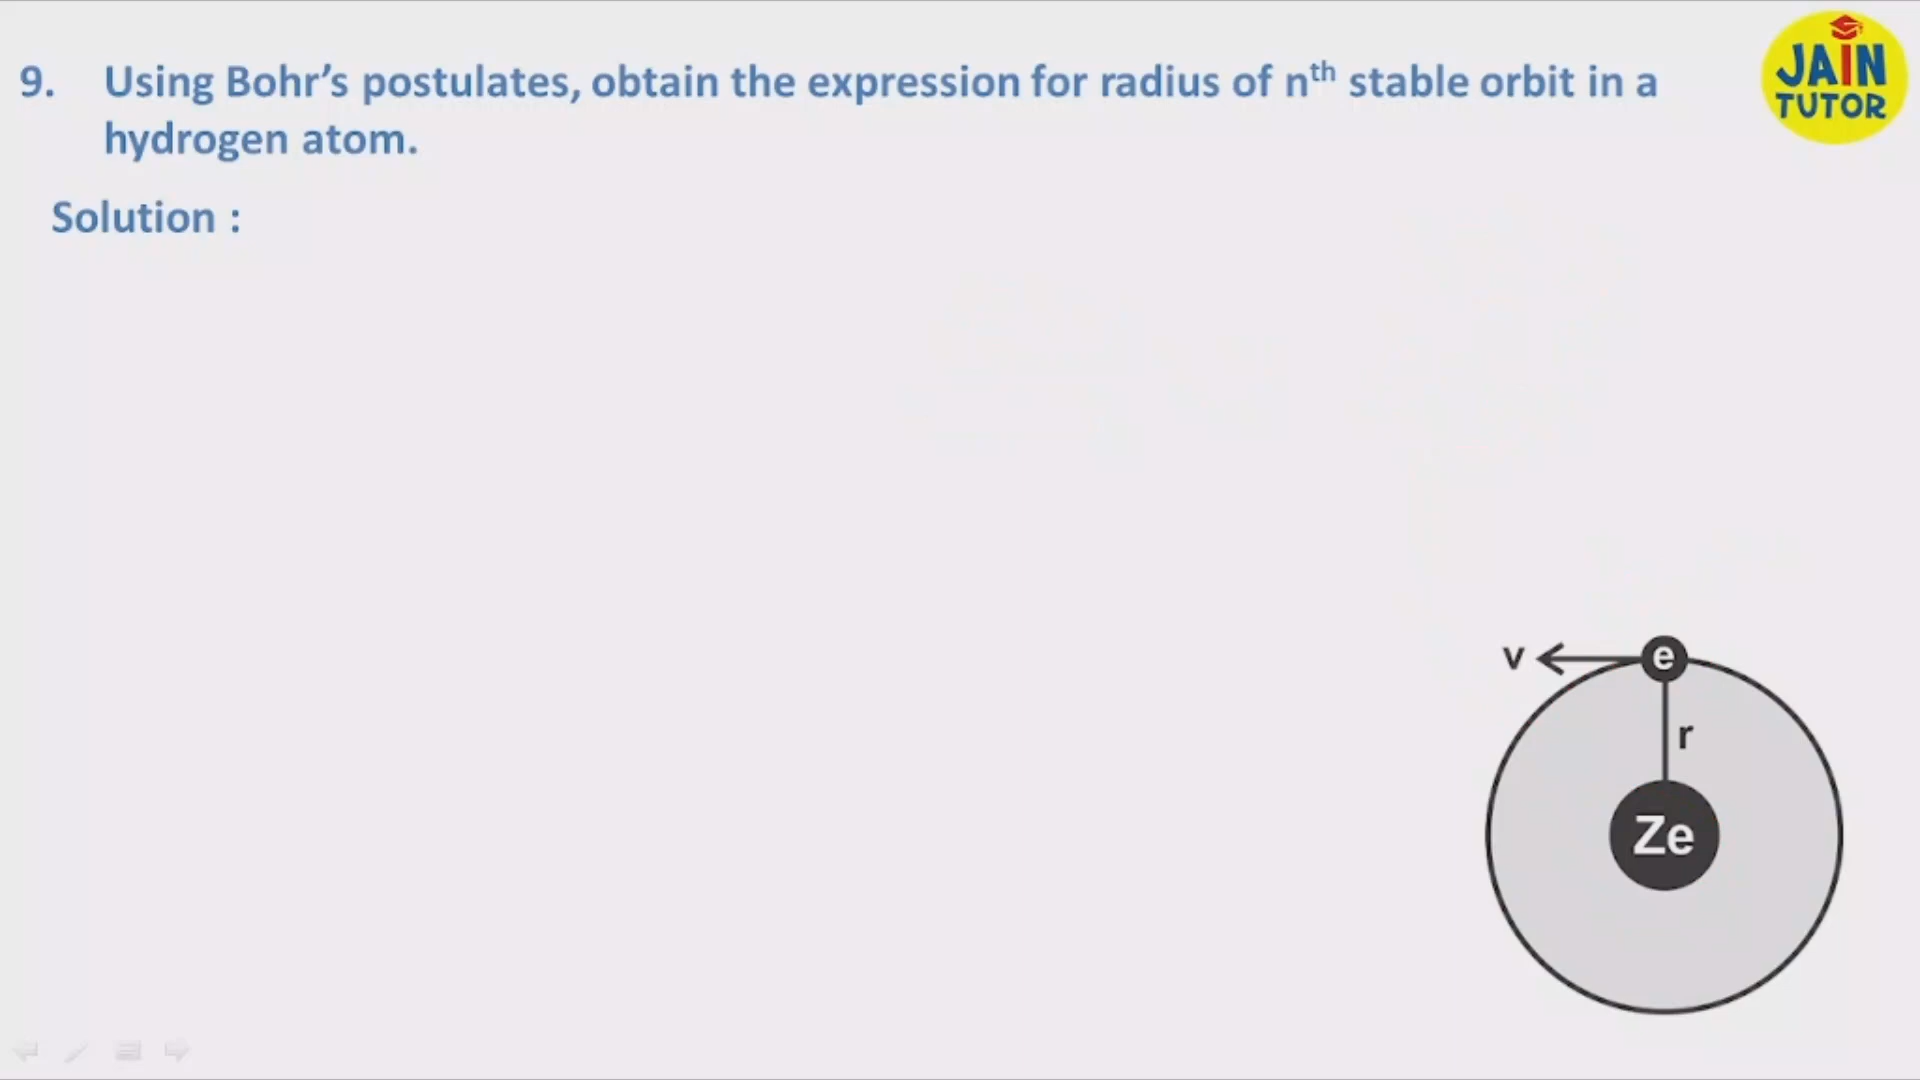 JAIN
TUTOR
9. Using Bohr’s postulates, obtain the expression for radius of nth stable orbit in a
hydrogen atom.
Solution :
v
e
r
Ze